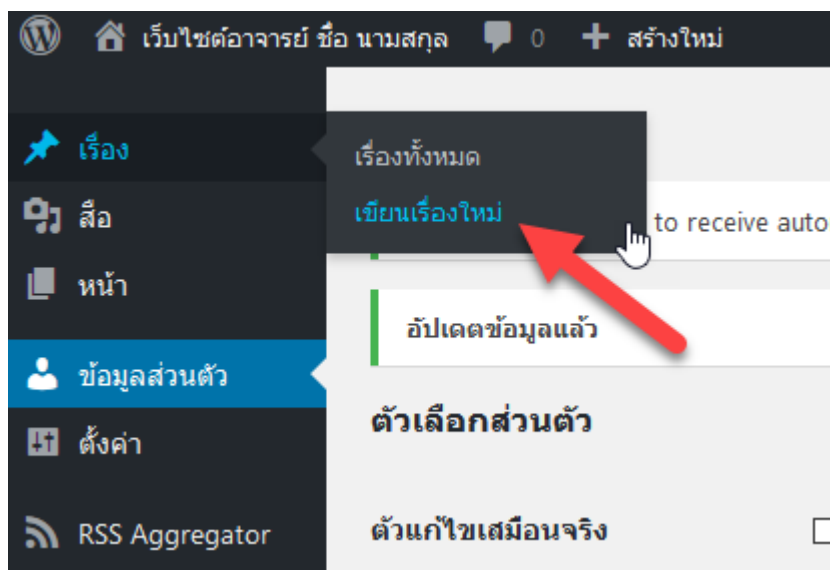 เว็บไซต์อาจารย์ ชื่อ นามสกุล 0 สร้างใหม่
เรื่อง
เรื่องทั้งหมด
เขียนเรื่องใหม่
to receive auto
สื่อ
หน้า
อัปเดตข้อมูลแล้ว
ข้อมูลส่วนตัว
ตัวเลือกส่วนตัว
ตั้งค่า
RSS Aggregator
ตัวแก้ไขเสมือนจริง